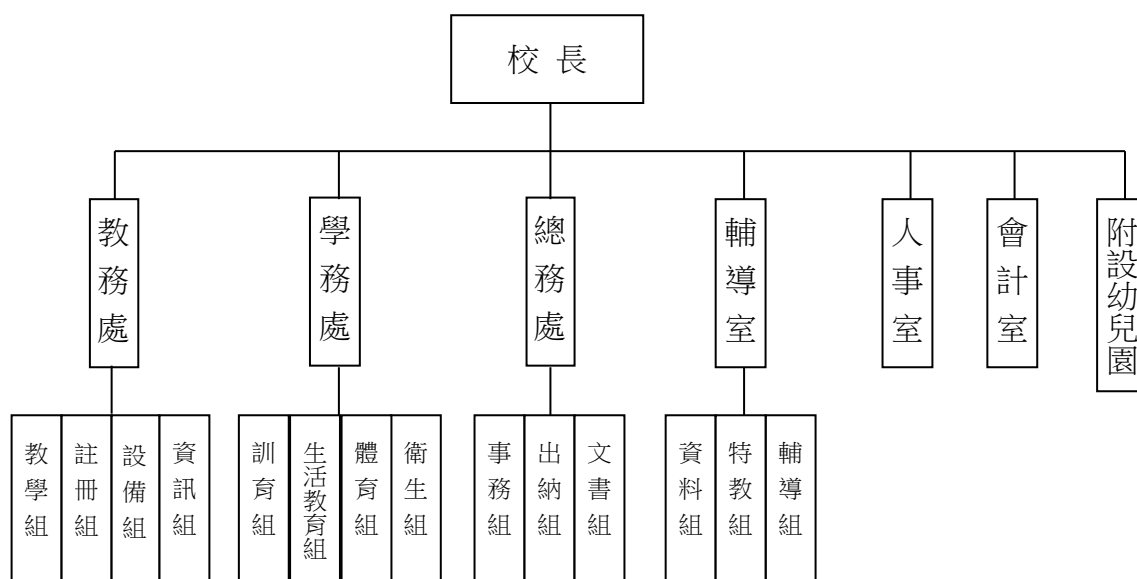 校長
教務處
學務處
總務處
輔導室
人事室
會計室
附設幼兒園
教學組
註冊組
設備組
資訊組
訓育組
生活教育組
體育組
衛生組
事務組
出納組
文書組
資料組
特教組
輔導組